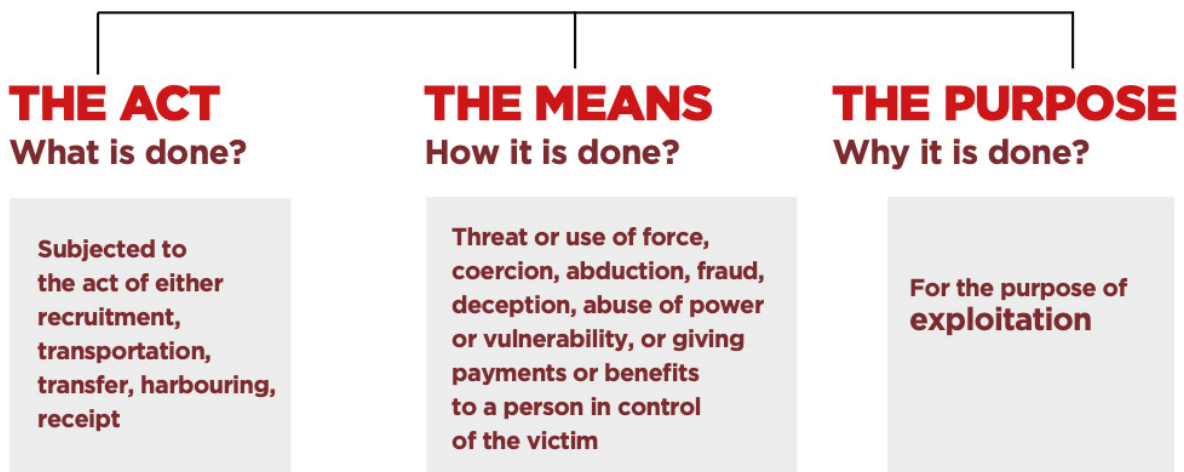 THE ACT
What is done?
Subjected to
the act of either
recruitment,
transportation,
transfer, harbouring,
receipt
THE MEANS
How it is done?
Threat or use of force,
coercion, abduction, fraud,
deception, abuse of power
or vulnerability, or giving
payments or benefits
to a person in control
of the victim
THE PURPOSE
Why it is done?
For the purpose of
exploitation